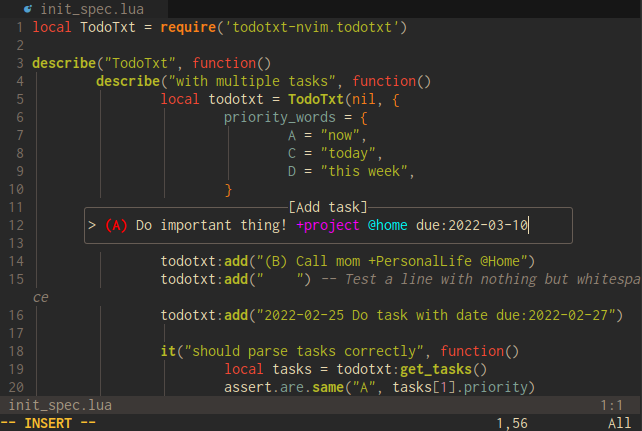 init_spec.lua
1 local TodoTxt = require('todotxt-nvim.todotxt')
2
3 describe("TodoTxt", function()
4 describe("with multiple tasks", function()
5 local todotxt = TodoTxt(nil, {
6 priority_words = {
7 A = "now",
8 C = "today",
9 D = "this week",
10 }
11 [Add task]
12 > (A) Do important thing! +project @home due:2022-03-10
13
14 todotxt:add("(B) Call mom +PersonalLife @Home")
15 todotxt:add("    ") -- Test a line with nothing but whitespa
ce
16 todotxt:add("2022-02-25 Do task with date due:2022-02-27")
17
18 it("should parse tasks correctly", function()
19 local tasks = todotxt:get_tasks()
20 assert.are.same("A", tasks[1].priority)
init_spec.lua 1:1
-- INSERT -- 1,56 All